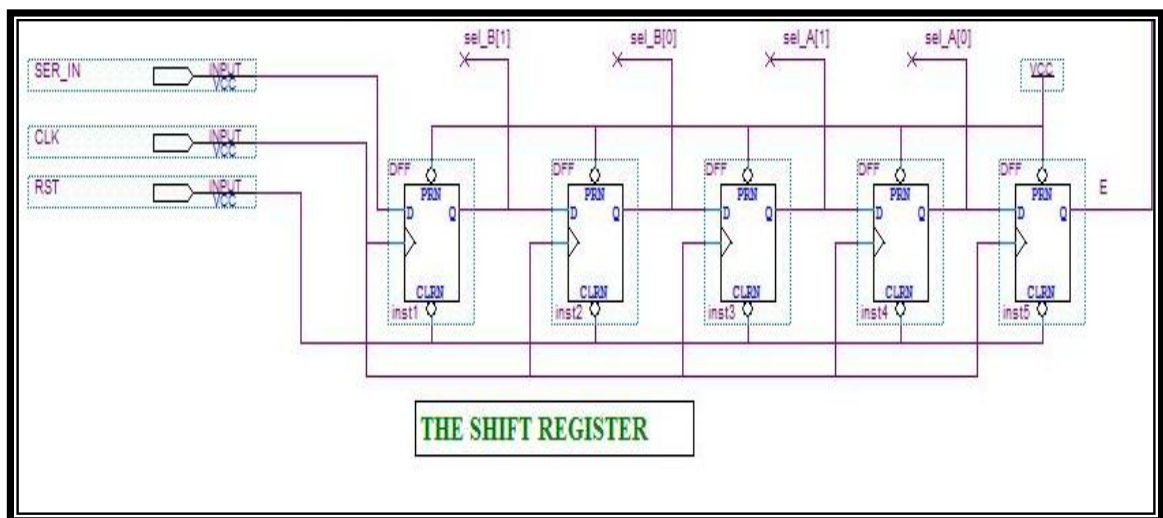 sel_B[1] sel_B[0] sel_A[1] sel_A[0]
SER_IN INPUT VCC
VCC
CLK INPUT VCC
RST INPUT VCC
DFF DFF DFF DFF DFF
E
PRN PRN PRN PRN PRN
D Q D Q D Q D Q D Q
CLRN CLRN CLRN CLRN CLRN
inst1 inst2 inst3 inst4 inst5
THE SHIFT REGISTER